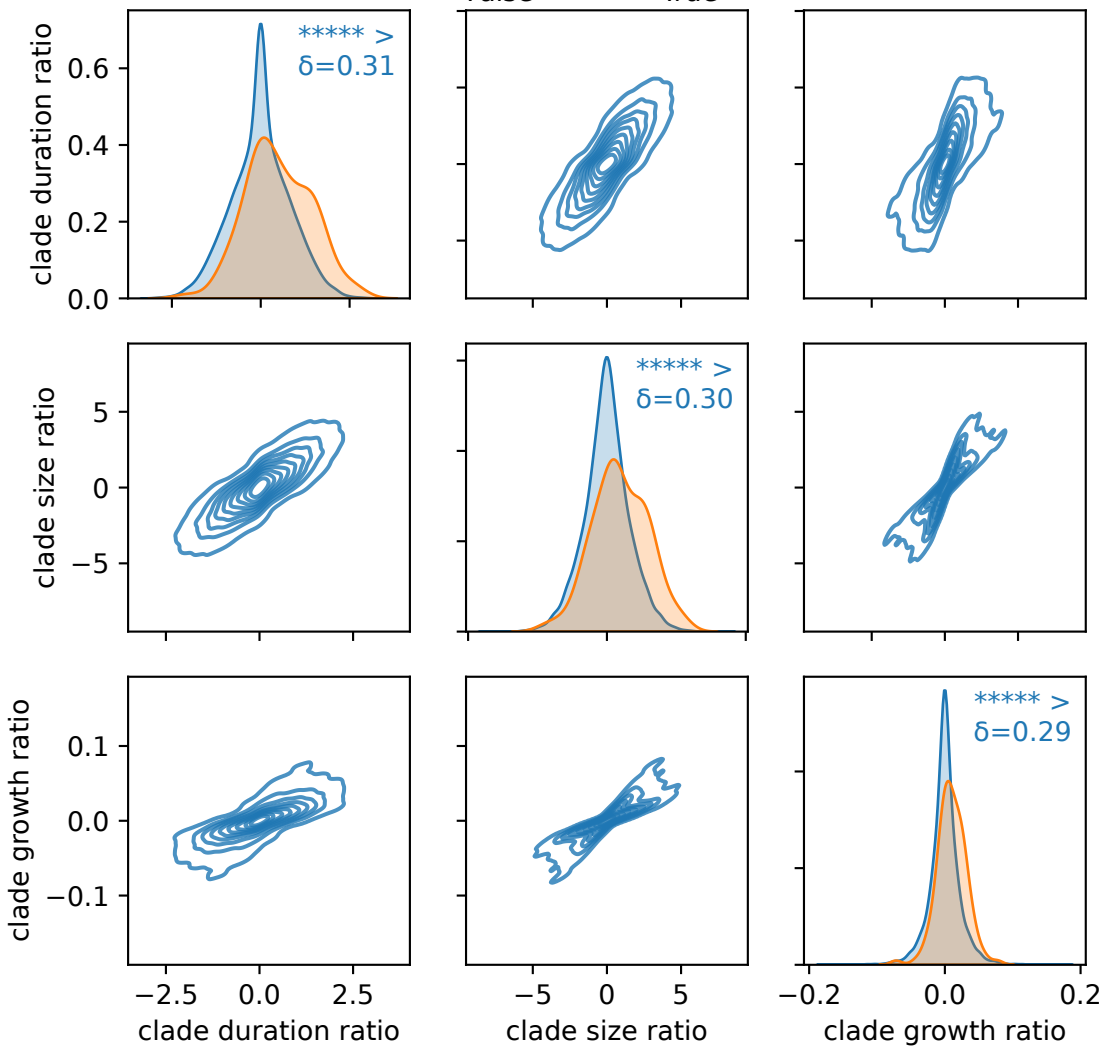 ***** >
δ=0.31
clade duration ratio
0.6
0.4
0.2
0.0
***** >
δ=0.30
clade size ratio
5
0
−5
***** >
δ=0.29
clade growth ratio
0.1
0.0
−0.1
−2.5 0.0 2.5
−5 0 5
−0.2 0.0 0.2
clade duration ratio
clade size ratio
clade growth ratio